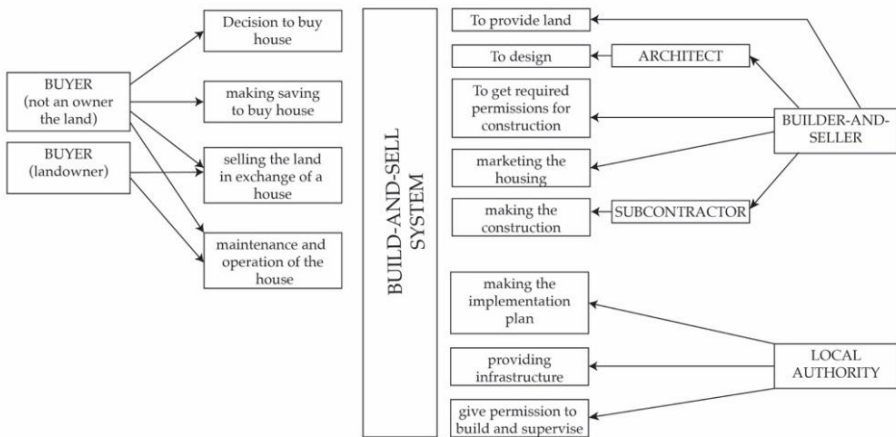 Decision to buy
house
BUYER
(not an owner
the land)
making saving
to buy house
BUYER
(landowner)
selling the land
in exchange of a
house
maintenance and
operation of the
house
BUILD-AND-SELL
SYSTEM
To provide land
To design
ARCHITECT
To get required
permissions for
construction
BUILDER-AND-
SELLER
marketing the
housing
making the
construction
SUBCONTRACTOR
making the
implementation
plan
providing
infrastructure
LOCAL
AUTHORITY
give permission to
build and supervise